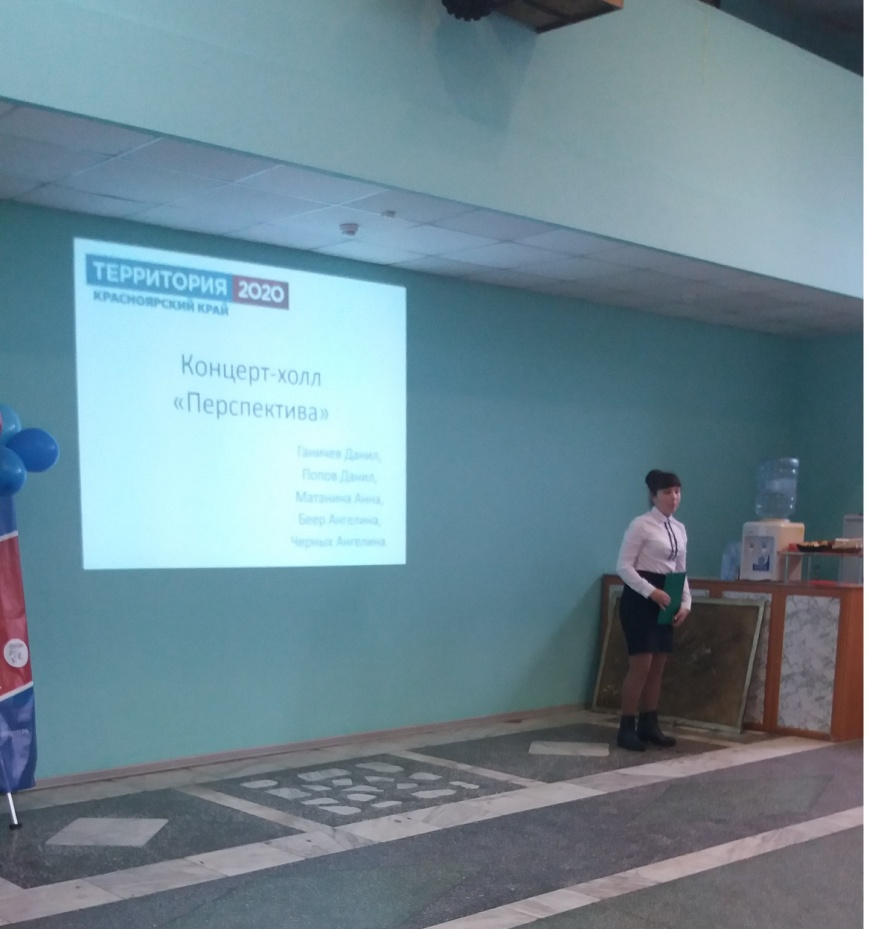 ТЕРРИТОРИЯ 2020
КРАСНОЯРСКИЙ КРАЙ
Концерт-холл
«Перспектива»
Ганичев Данил,
Попов Данил,
Матанина Анна,
Беер Ангелина,
Черных Ангелина.